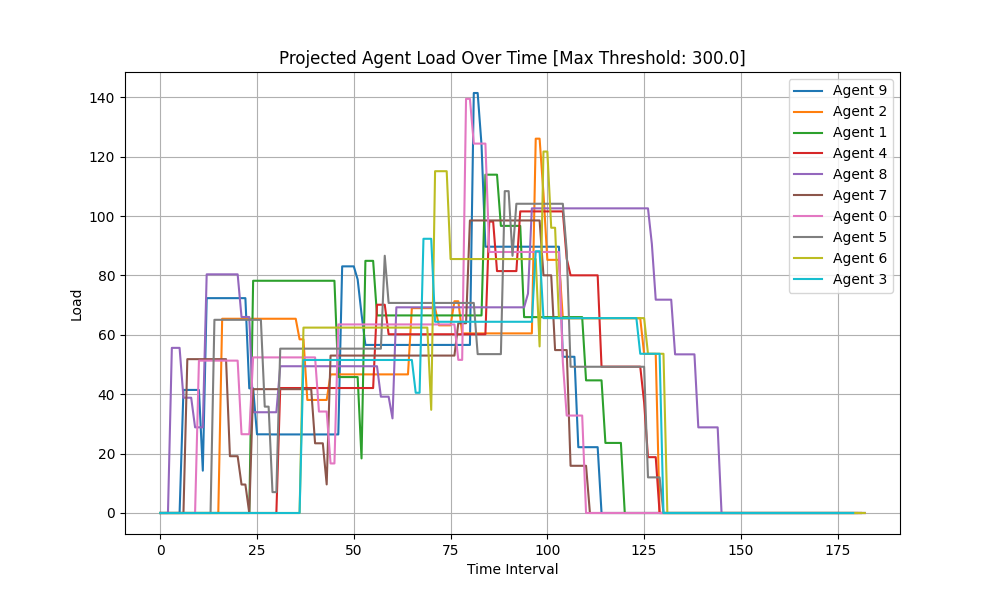 Projected Agent Load Over Time [Max Threshold: 300.0]
Load
140
120
100
80
60
40
20
0
0 25 50 75 100 125 150 175
Time Interval
Agent 9
Agent 2
Agent 1
Agent 4
Agent 8
Agent 7
Agent 0
Agent 5
Agent 6
Agent 3